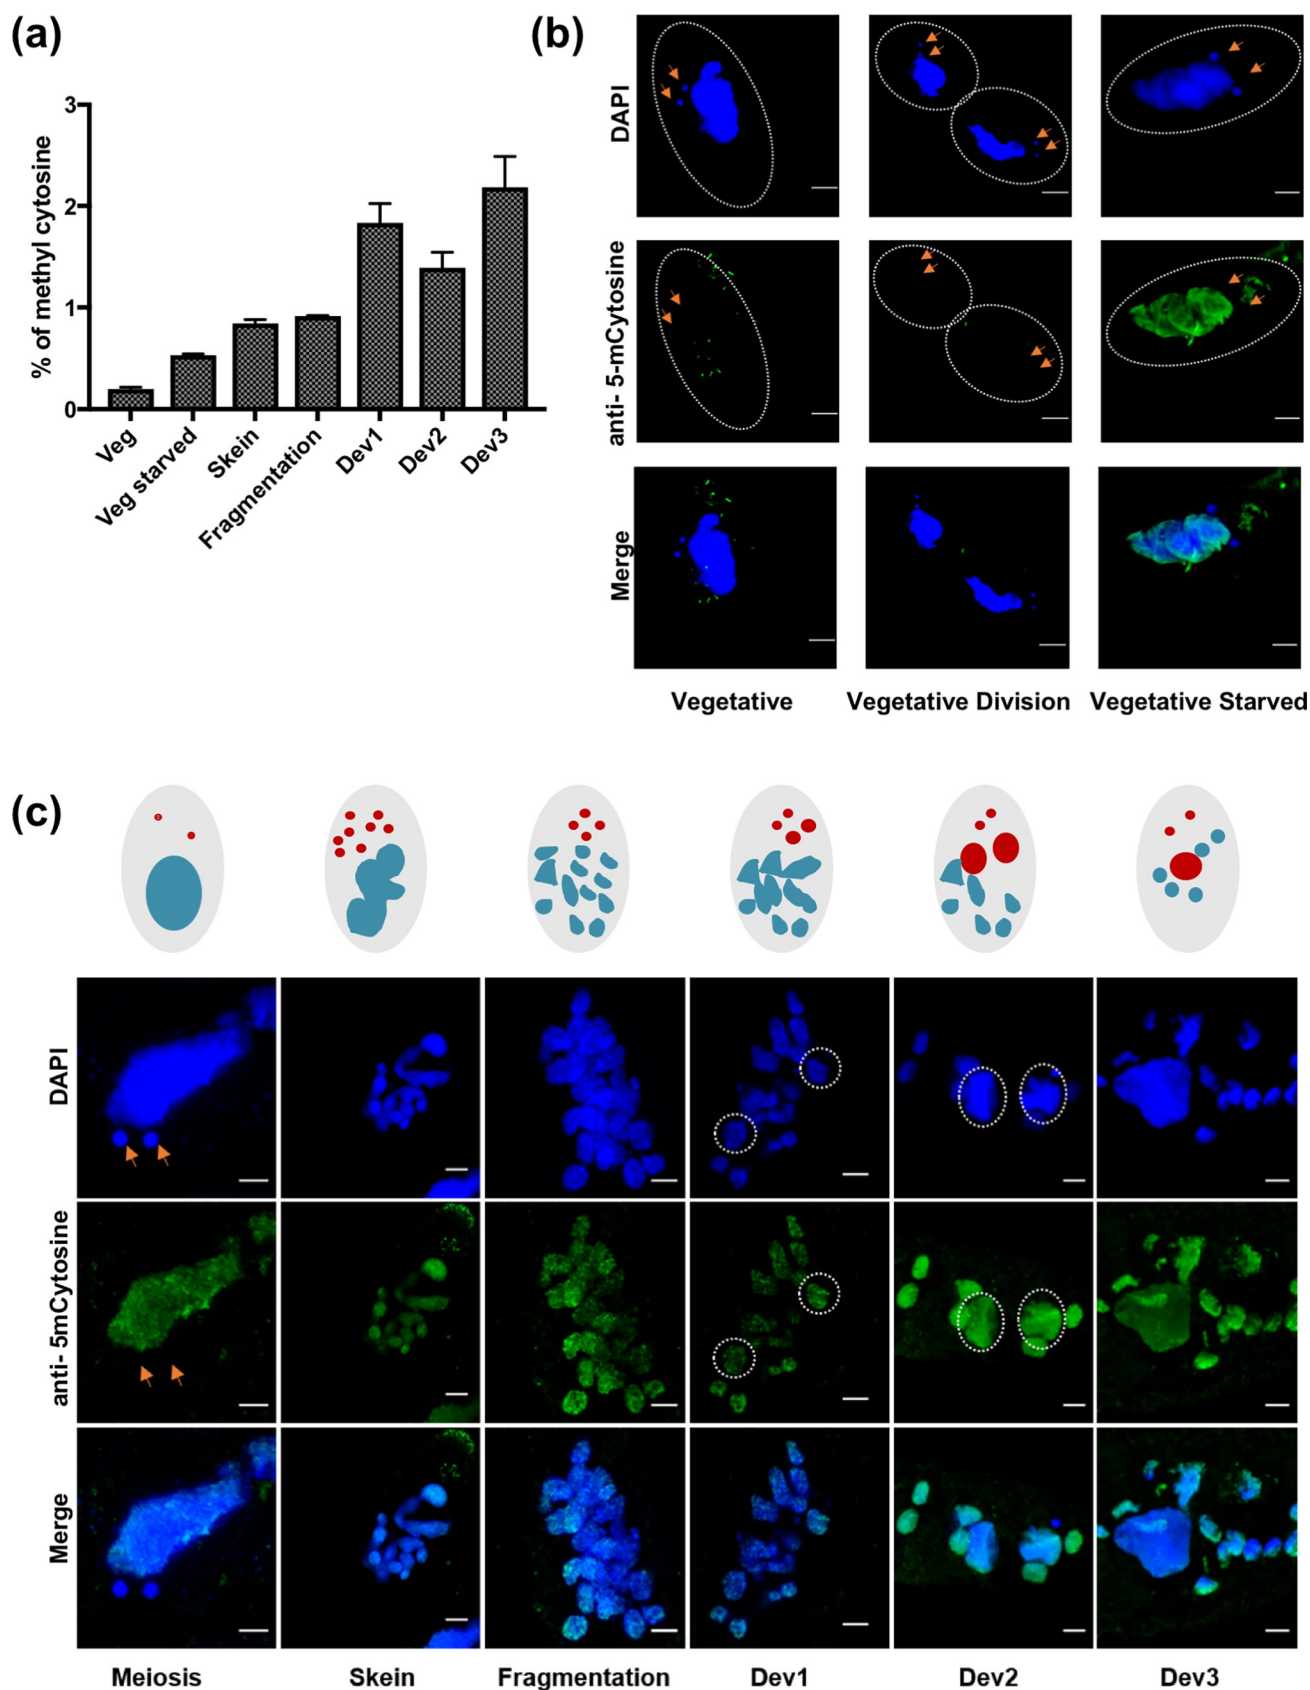 (a)
% of methyl cytosine
3
2
1
0
Veg
Veg starved
Skein
Fragmentation
Dev1
Dev2
Dev3
(b)
DAPI
anti- 5-mCytosine
Merge
Vegetative
Vegetative Division
Vegetative Starved
(c)
DAPI
anti- 5mCytosine
Merge
Meiosis
Skein
Fragmentation
Dev1
Dev2
Dev3